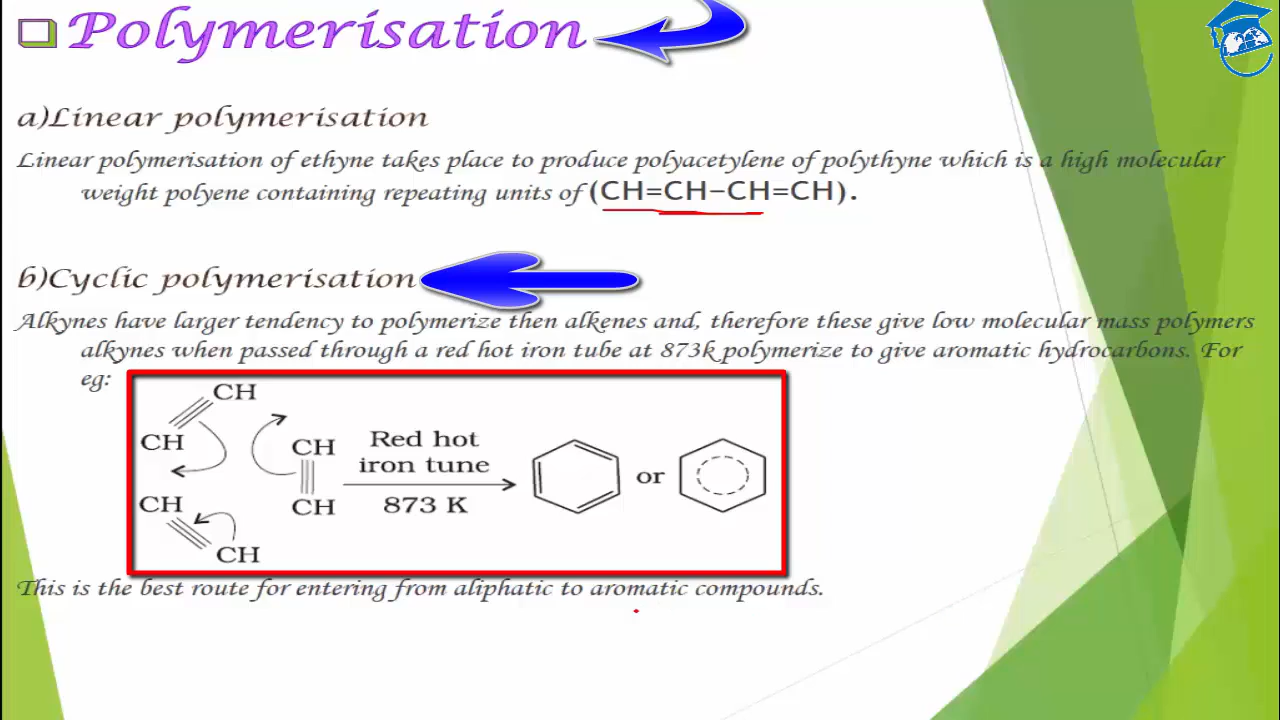 Polymerisation
a)Linear polymerisation
Linear polymerisation of ethyne takes place to produce polyacetylene of polythyne which is a high molecular
weight polyene containing repeating units of (CH=CH−CH=CH).
b)Cyclic polymerisation
Alkynes have larger tendency to polymerize then alkenes and, therefore these give low molecular mass polymers
alkynes when passed through a red hot iron tube at 873k polymerize to give aromatic hydrocarbons. For
eg:
CH
CH
CH
CH
CH
CH
Red hot
iron tune
873 K
or
This is the best route for entering from aliphatic to aromatic compounds.